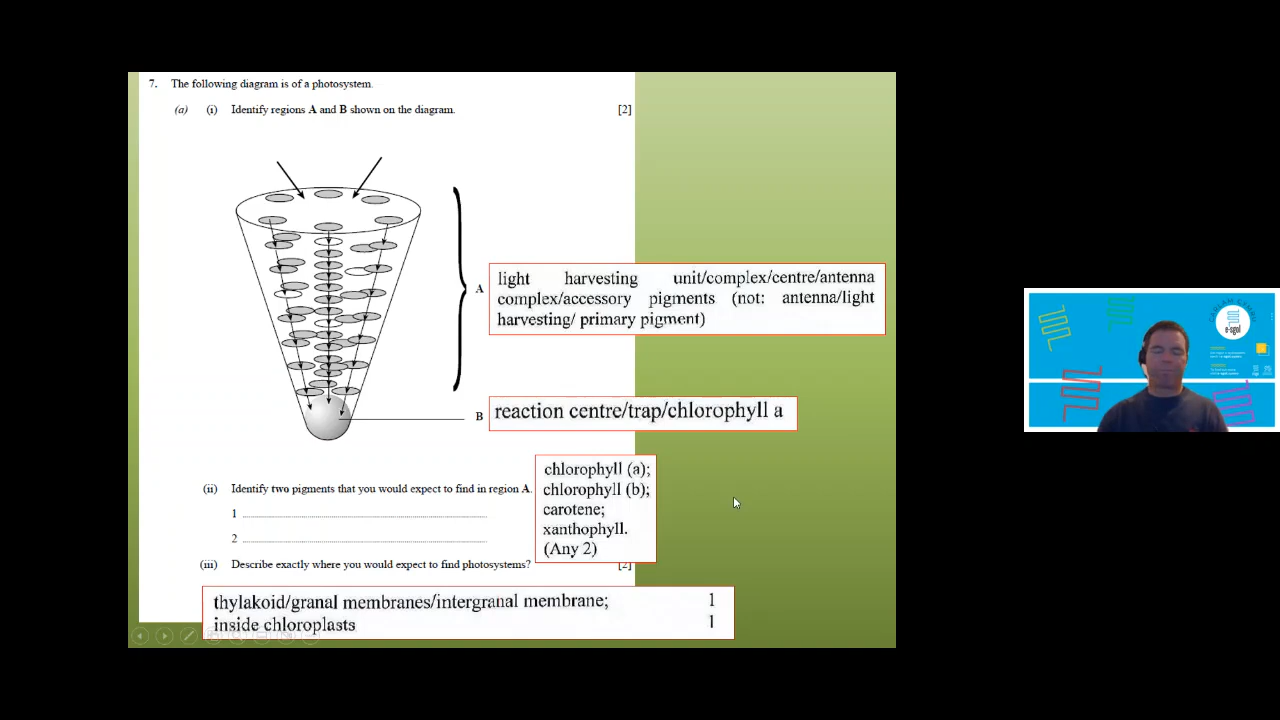 7. The following diagram is of a photosystem.
(a) (i) Identify regions A and B shown on the diagram. [2]
A
light harvesting unit/complex/centre/antenna
complex/accessory pigments (not: antenna/light
harvesting/ primary pigment)
B
reaction centre/trap/chlorophyll a
(ii) Identify two pigments that you would expect to find in region A.
1
2
chlorophyll (a);
chlorophyll (b);
carotene;
xanthophyll.
(Any 2)
(iii) Describe exactly where you would expect to find photosystems? [2]
thylakoid/granal membranes/intergranal membrane; 1
inside chloroplasts 1
e-sgol